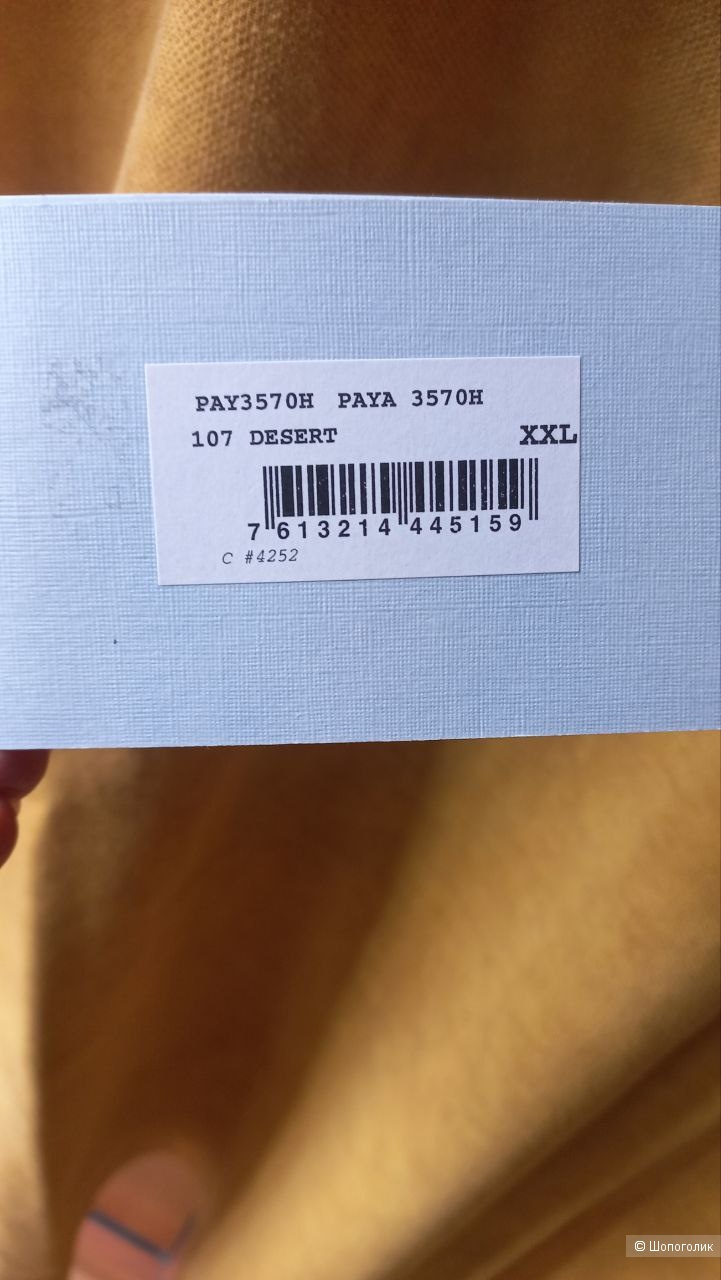 PAY3570H PAYA 3570H
107 DESERT XXL
7 613214 445159
C #4252
© Шопоголик